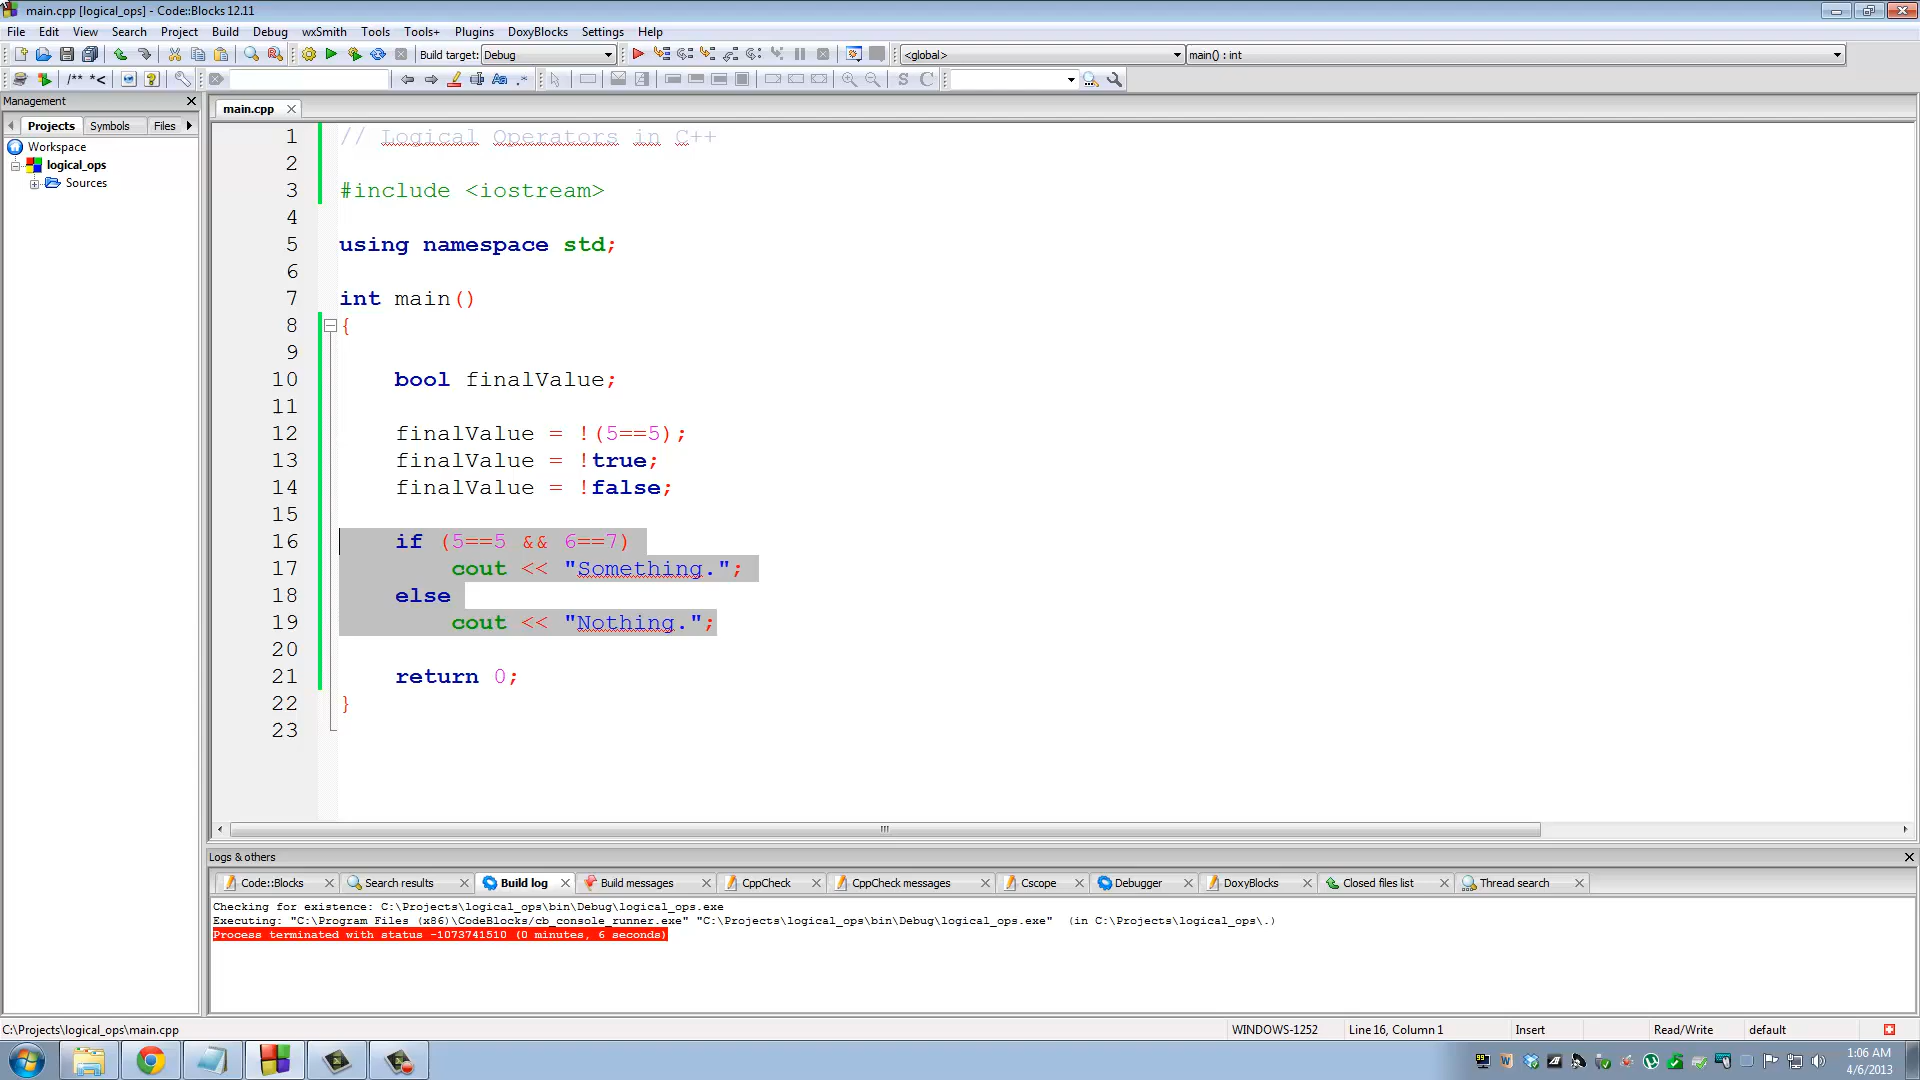 main.cpp [logical_ops] - Code::Blocks 12.11
File Edit View Search Project Build Debug wxSmith Tools Tools+ Plugins DoxyBlocks Settings Help
Build target: Debug <global> main() : int
/** *<
Management
Projects Symbols Files
Workspace
logical_ops
Sources
main.cpp
1 // Logical Operators in C++
2
3 #include <iostream>
4
5 using namespace std;
6
7 int main()
8 {
9
10 bool finalValue;
11
12 finalValue = !(5==5);
13 finalValue = !true;
14 finalValue = !false;
15
16 if (5==5 && 6==7)
17 cout << "Something.";
18 else
19 cout << "Nothing.";
20
21 return 0;
22 }
23
Logs & others
Code::Blocks Search results Build log Build messages CppCheck CppCheck messages Cscope Debugger DoxyBlocks Closed files list Thread search
Checking for existence: C:\Projects\logical_ops\bin\Debug\logical_ops.exe
Executing: "C:\Program Files (x86)\CodeBlocks/cb_console_runner.exe" "C:\Projects\logical_ops\bin\Debug\logical_ops.exe" (in C:\Projects\logical_ops\.)
Process terminated with status -1073741510 (0 minutes, 6 seconds)
C:\Projects\logical_ops\main.cpp WINDOWS-1252 Line 16, Column 1 Insert Read/Write default
1:06 AM
4/6/2013